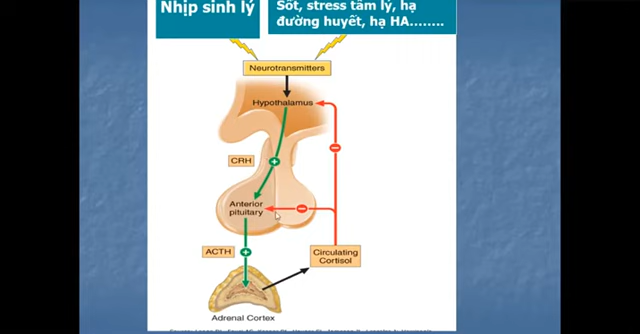 Nhịp sinh lý
Sốt, stress tâm lý, hạ
đường huyết, hạ HA........
Neurotransmitters
Hypothalamus
CRH
Anterior
pituitary
ACTH
Circulating
Cortisol
Adrenal Cortex